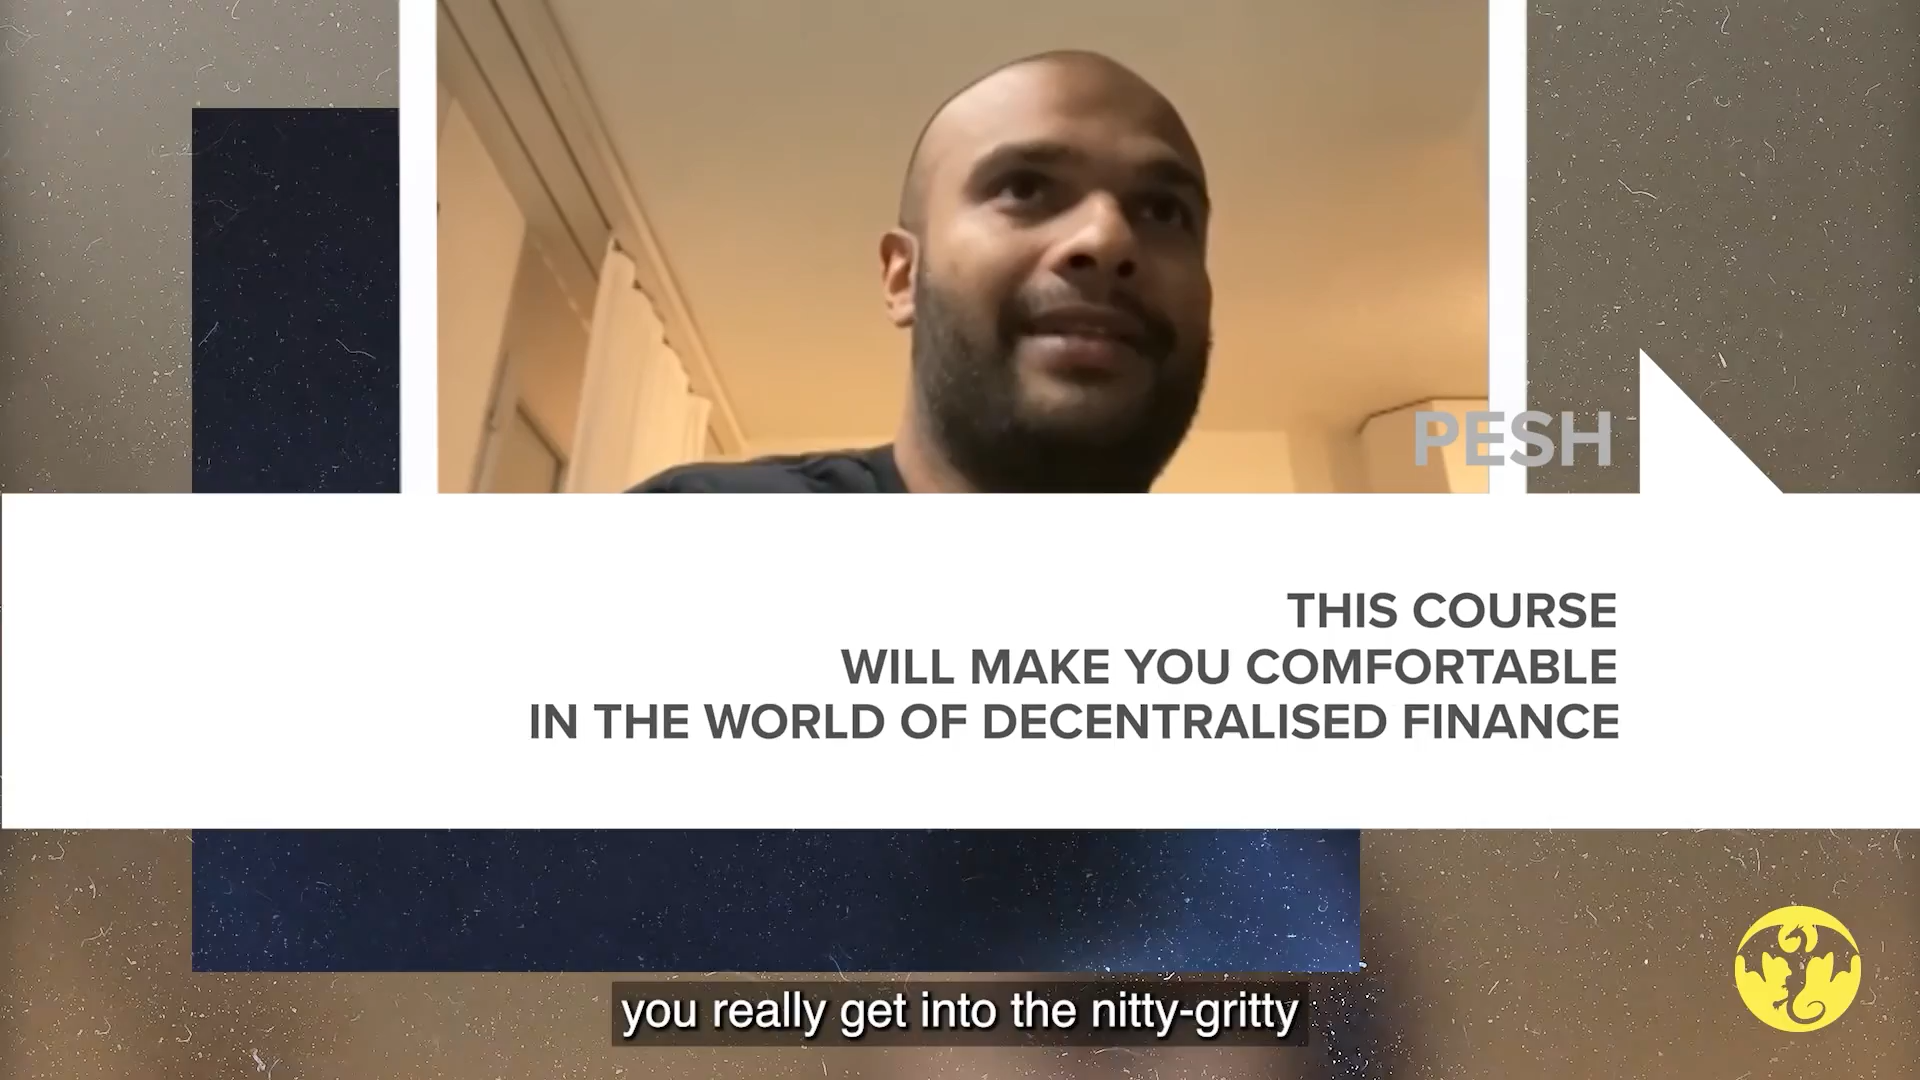 PESH
THIS COURSE
WILL MAKE YOU COMFORTABLE
IN THE WORLD OF DECENTRALISED FINANCE
you really get into the nitty-gritty